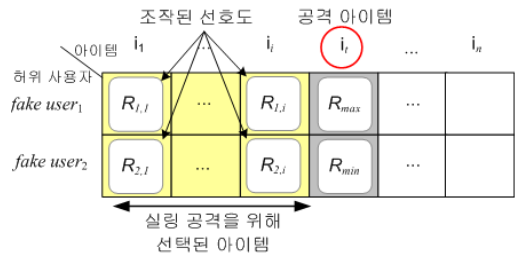 조작된 선호도 공격 아이템
아이템 i1 ... ii it ... in
허위 사용자
fake user1 R1,1 ... R1,i Rmax ...
fake user2 R2,1 ... R2,i Rmin ...
실링 공격을 위해
선택된 아이템